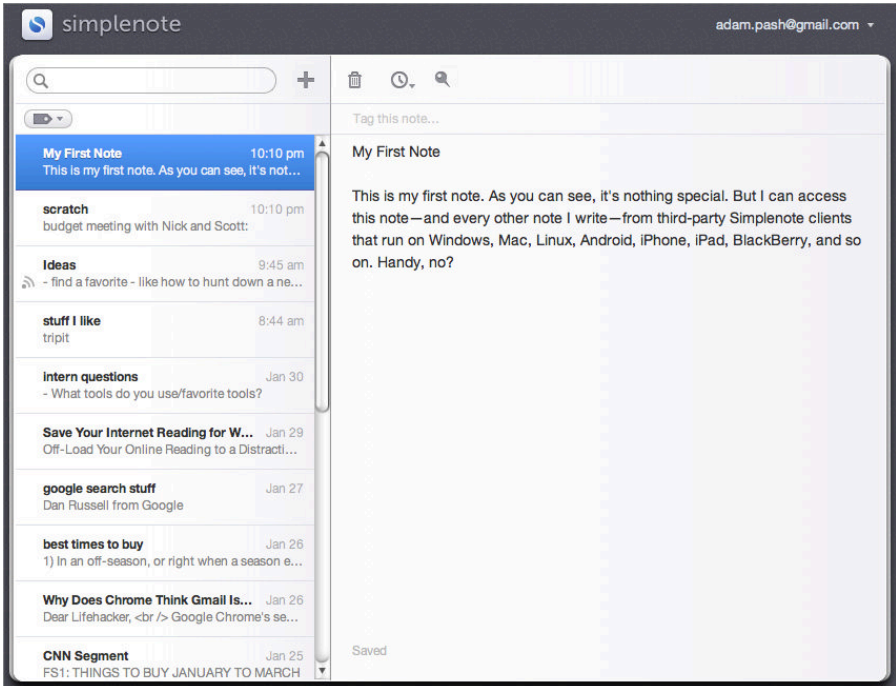 simplenote
adam.pash@gmail.com
Tag this note...
My First Note 10:10 pm
This is my first note. As you can see, it's not...
scratch 10:10 pm
budget meeting with Nick and Scott:
Ideas 9:45 am
- find a favorite - like how to hunt down a ne...
stuff I like 8:44 am
tripit
intern questions Jan 30
- What tools do you use/favorite tools?
Save Your Internet Reading for W... Jan 29
Off-Load Your Online Reading to a Distracti...
google search stuff Jan 27
Dan Russell from Google
best times to buy Jan 26
1) In an off-season, or right when a season e...
Why Does Chrome Think Gmail Is... Jan 26
Dear Lifehacker, <br /> Google Chrome's se...
CNN Segment Jan 25
FS1: THINGS TO BUY JANUARY TO MARCH
My First Note
This is my first note. As you can see, it's nothing special. But I can access
this note—and every other note I write—from third-party Simplenote clients
that run on Windows, Mac, Linux, Android, iPhone, iPad, BlackBerry, and so
on. Handy, no?
Saved